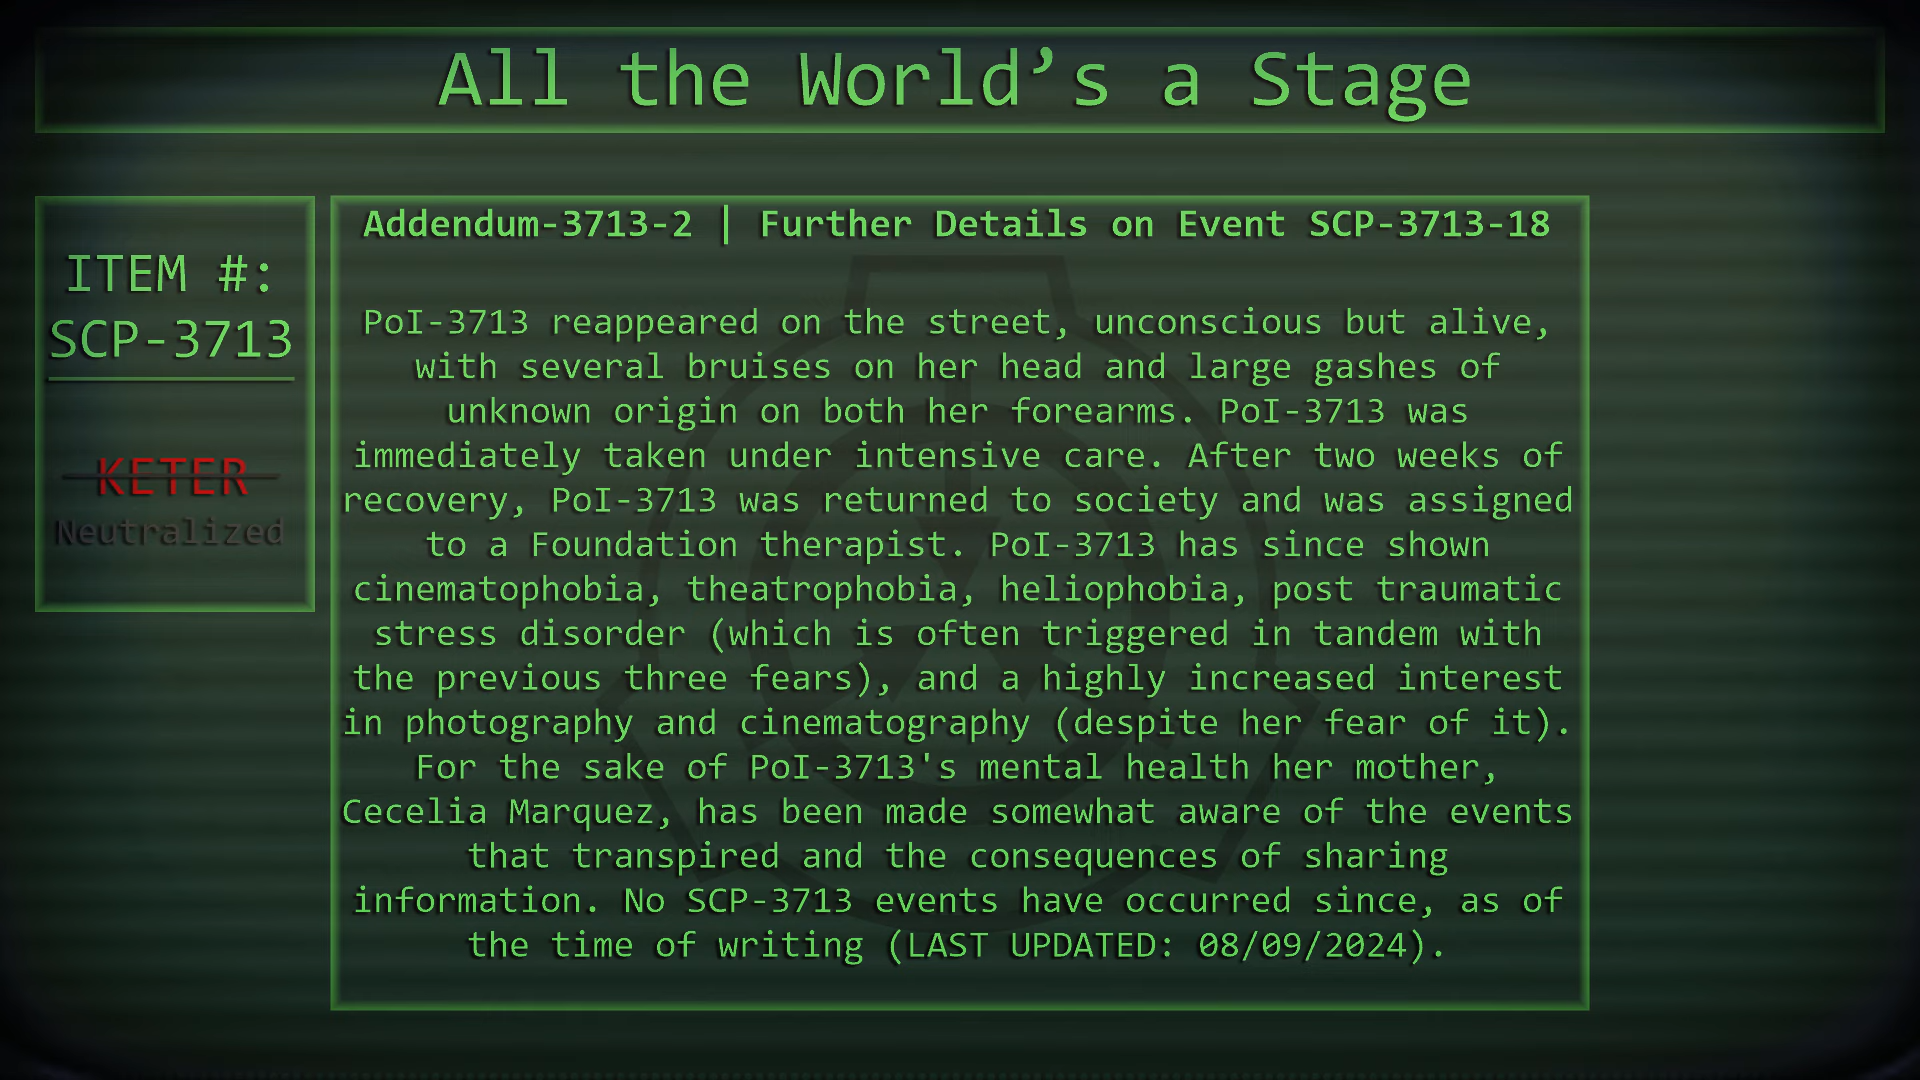 All the World’s a Stage
ITEM #:
SCP-3713
KETER
Neutralized
Addendum-3713-2 | Further Details on Event SCP-3713-18
PoI-3713 reappeared on the street, unconscious but alive,
with several bruises on her head and large gashes of
unknown origin on both her forearms. PoI-3713 was
immediately taken under intensive care. After two weeks of
recovery, PoI-3713 was returned to society and was assigned
to a Foundation therapist. PoI-3713 has since shown
cinematophobia, theatrophobia, heliophobia, post traumatic
stress disorder (which is often triggered in tandem with
the previous three fears), and a highly increased interest
in photography and cinematography (despite her fear of it).
For the sake of PoI-3713's mental health her mother,
Cecelia Marquez, has been made somewhat aware of the events
that transpired and the consequences of sharing
information. No SCP-3713 events have occurred since, as of
the time of writing (LAST UPDATED: 08/09/2024).